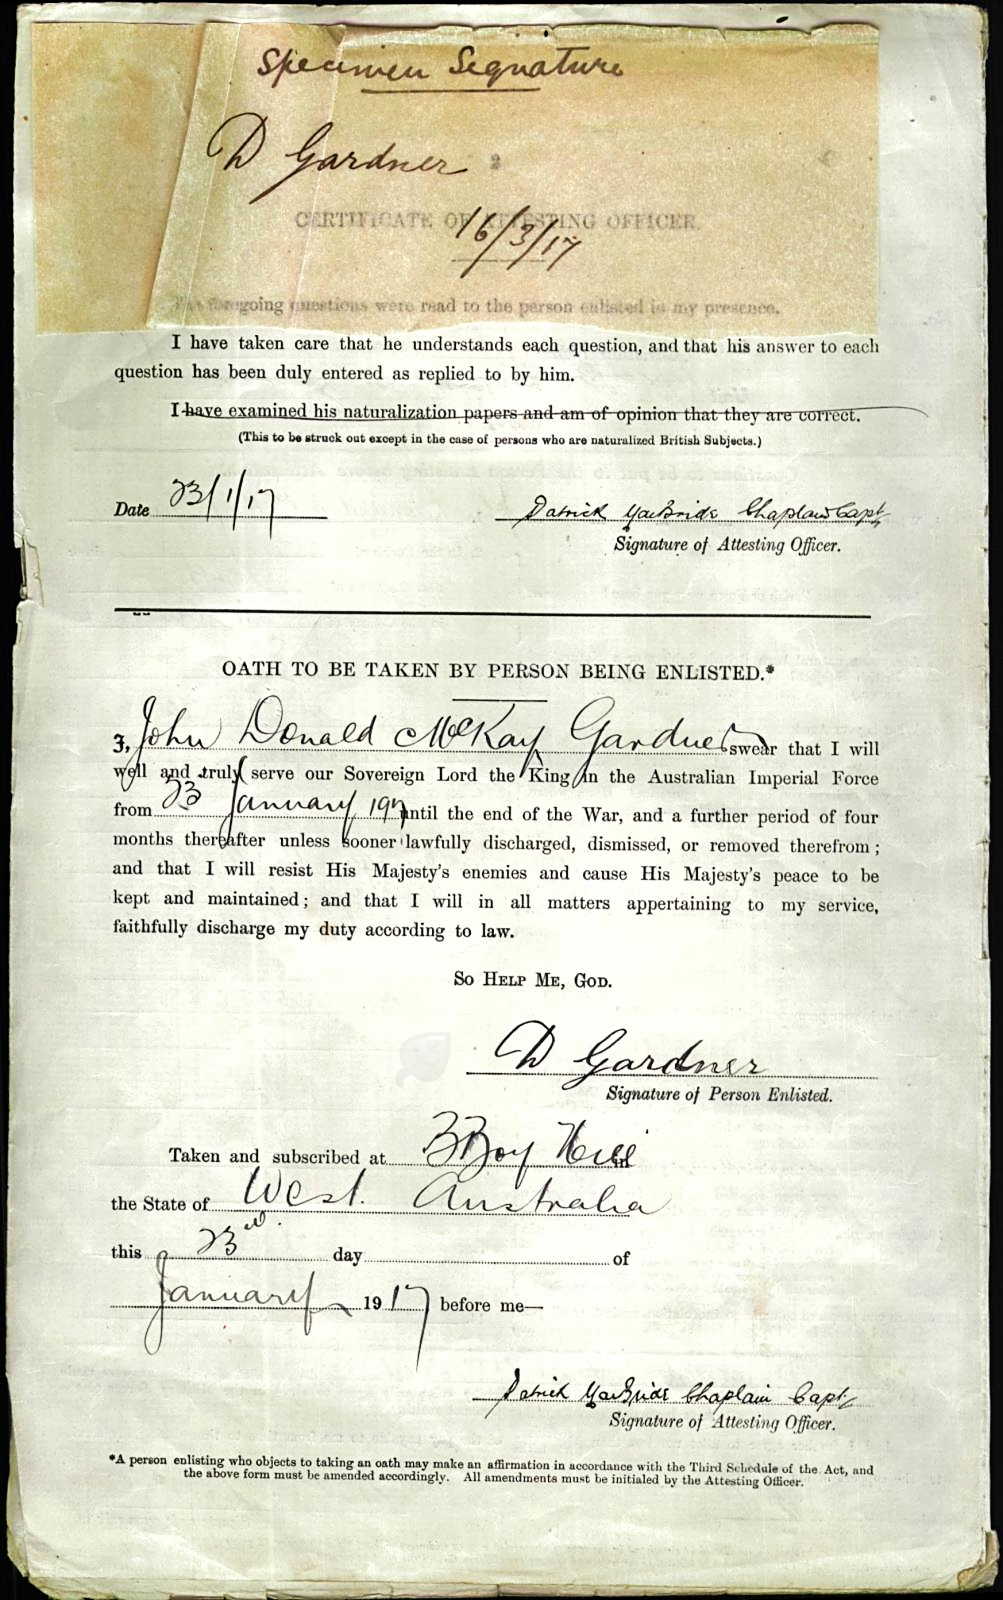 Specimen Signature
D Gardner
2
CERTIFICATE OF ATTESTING OFFICER.
16/3/17
The foregoing questions were read to the person enlisted in my presence.
I have taken care that he understands each question, and that his answer to each
question has been duly entered as replied to by him.
I have examined his naturalization papers and am of opinion that they are correct.
(This to be struck out except in the case of persons who are naturalized British Subjects.)
Date 23/1/17 Patrick MacBride Chaplain Capt
Signature of Attesting Officer.
OATH TO BE TAKEN BY PERSON BEING ENLISTED.*
I, John Donald McKay Gardner swear that I will
well and truly serve our Sovereign Lord the King in the Australian Imperial Force
from 23 January 1917 until the end of the War, and a further period of four
months thereafter unless sooner lawfully discharged, dismissed, or removed therefrom;
and that I will resist His Majesty's enemies and cause His Majesty's peace to be
kept and maintained; and that I will in all matters appertaining to my service,
faithfully discharge my duty according to law.
So Help Me, God.
D Gardner
Signature of Person Enlisted.
Taken and subscribed at BBoy Hill in
the State of West Australia
this 23rd day of
January 1917 before me—
Patrick MacBride Chaplain Capt
Signature of Attesting Officer.
*A person enlisting who objects to taking an oath may make an affirmation in accordance with the Third Schedule of the Act, and
the above form must be amended accordingly. All amendments must be initialed by the Attesting Officer.